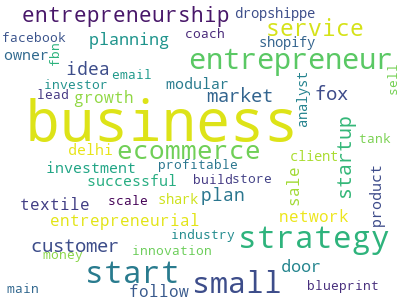 entrepreneurship dropshippe
facebook coach service
planning shopify
owner fbn entrepreneur
idea email
investor modular analyst sell
lead growth market fox
business
delhi ecommerce startup tank
investment profitable client
successful build store
textile scale shark plan sale product
entrepreneurial network
customer industry strategy
money innovation
start small door
main follow blueprint